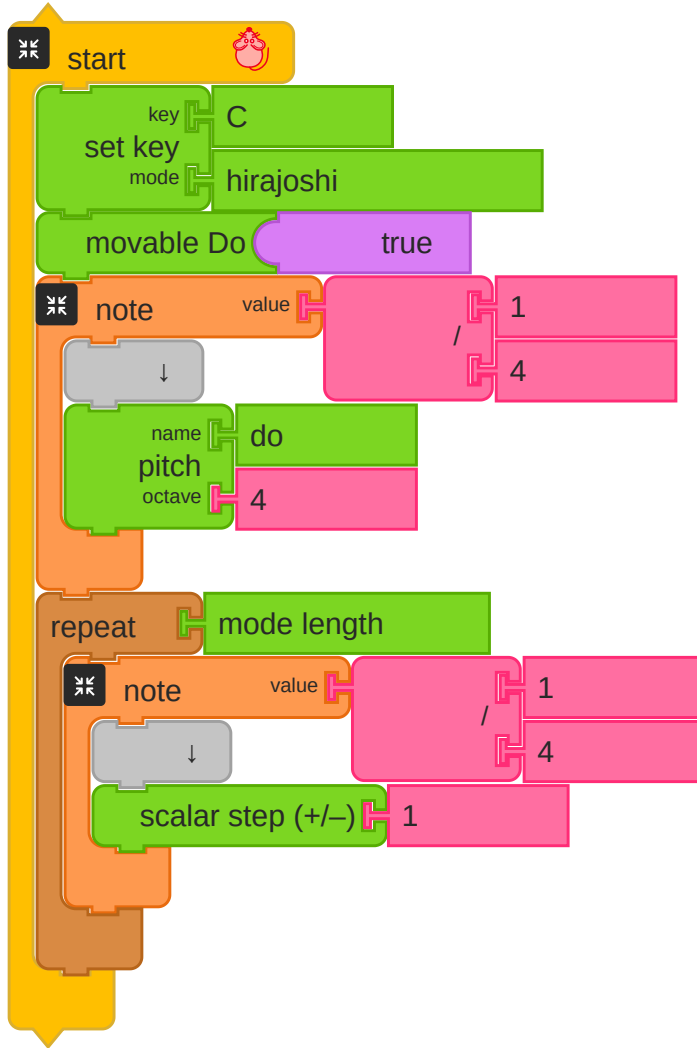 start
key C
set key
mode hirajoshi
movable Do true
note value 1
/
4
↓
name do
pitch
octave 4
repeat mode length
note value 1
/
4
↓
scalar step (+/–) 1